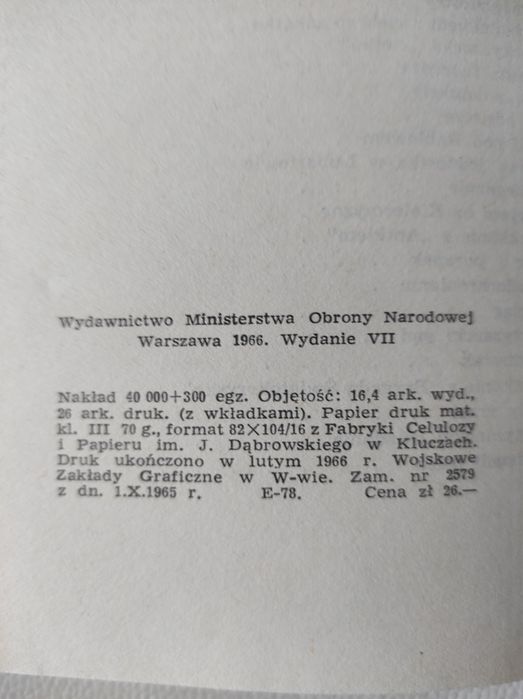 Wydawnictwo Ministerstwa Obrony Narodowej
Warszawa 1966. Wydanie VII
Nakład 40 000+300 egz. Objętość: 16,4 ark. wyd.,
26 ark. druk. (z wkładkami). Papier druk mat.
kl. III 70 g., format 82×104/16 z Fabryki Celulozy
i Papieru im. J. Dąbrowskiego w Kluczach.
Druk ukończono w lutym 1966 r. Wojskowe
Zakłady Graficzne w W-wie. Zam. nr 2579
z dn. 1.X.1965 r. E-78. Cena zł 26.—